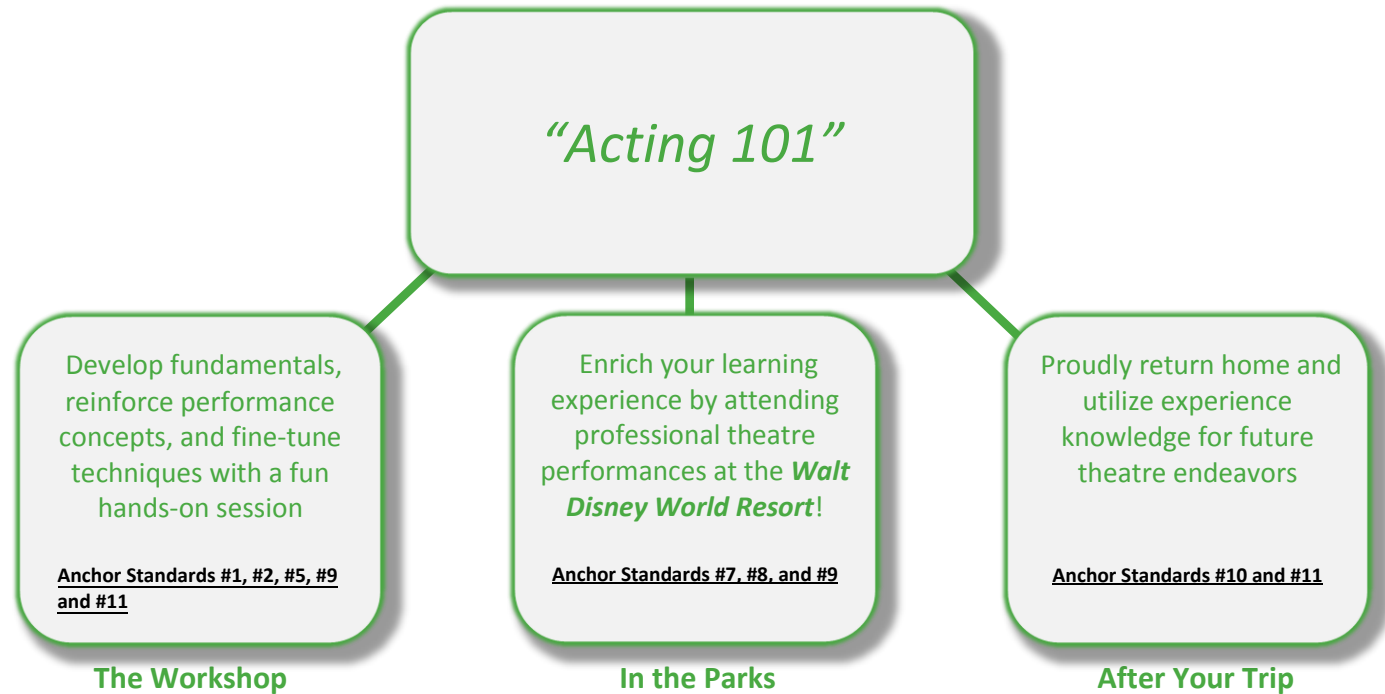 “Acting 101”
Develop fundamentals,
reinforce performance
concepts, and fine-tune
techniques with a fun
hands-on session
Anchor Standards #1, #2, #5, #9
and #11
The Workshop
Enrich your learning
experience by attending
professional theatre
performances at the Walt
Disney World Resort!
Anchor Standards #7, #8, and #9
In the Parks
Proudly return home and
utilize experience
knowledge for future
theatre endeavors
Anchor Standards #10 and #11
After Your Trip